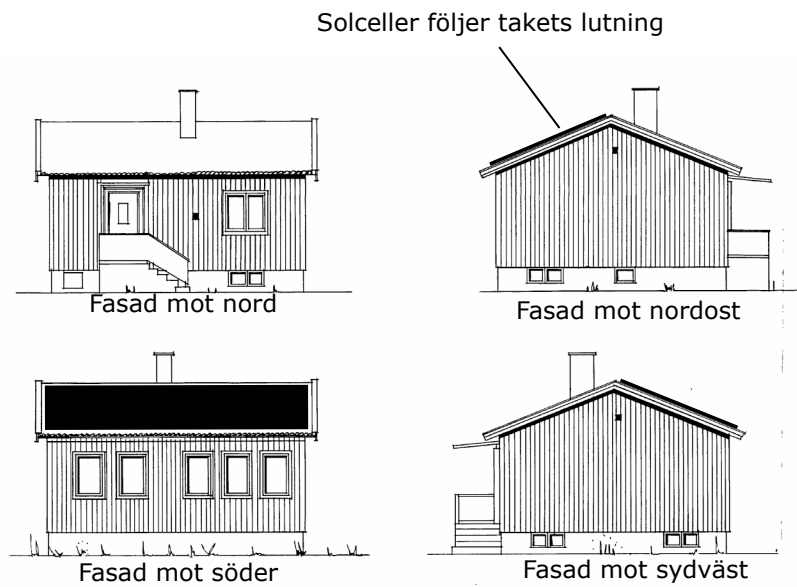 Solceller följer takets lutning
Fasad mot nord
Fasad mot nordost
Fasad mot söder
Fasad mot sydväst